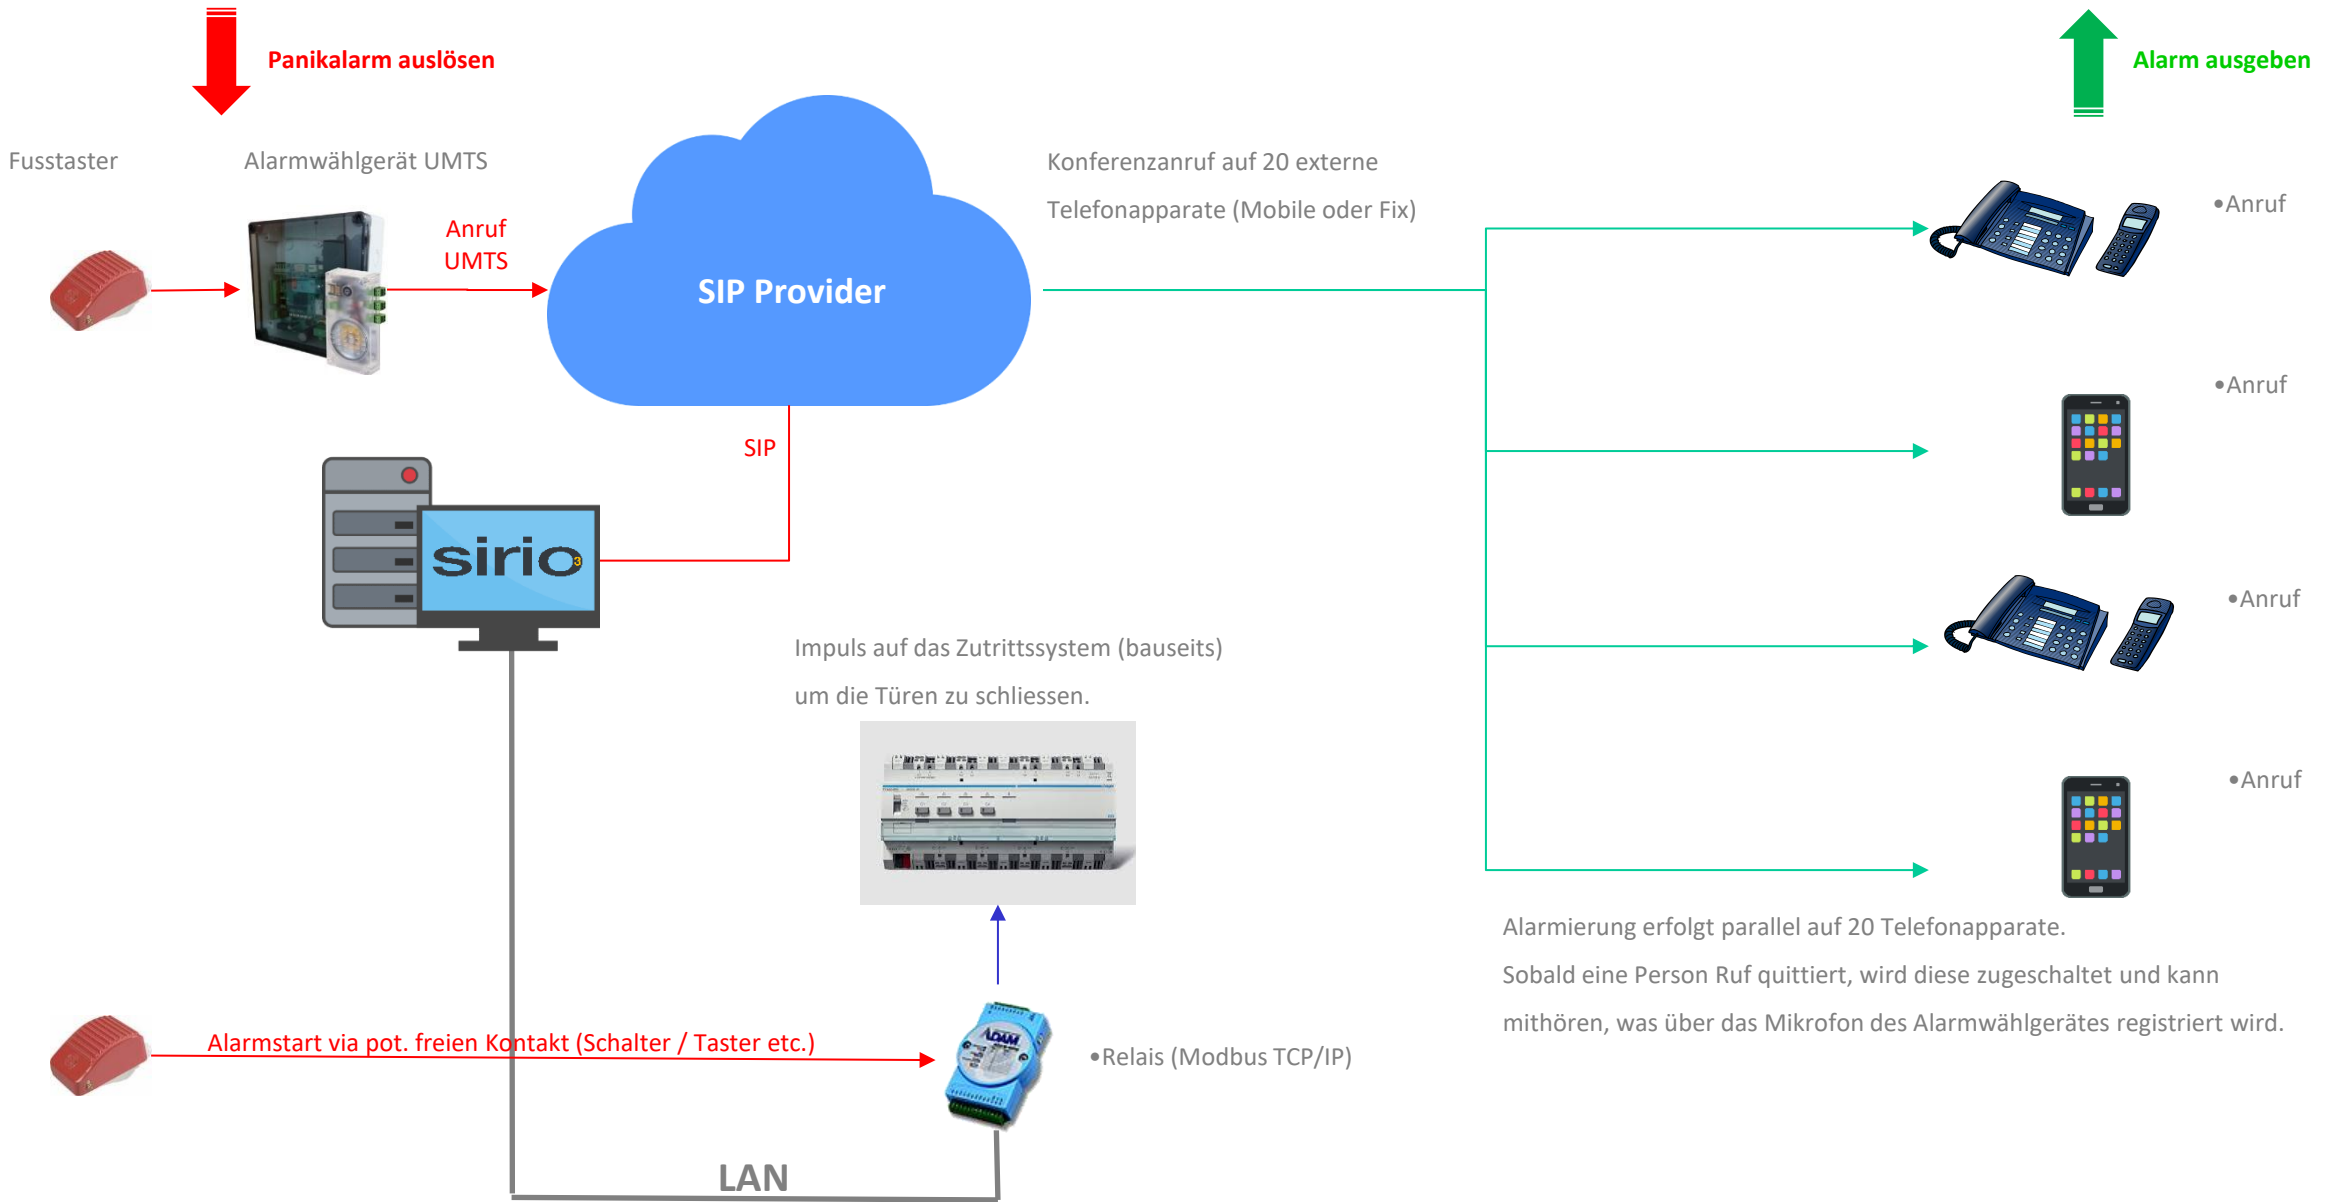 Panikalarm auslösen
Alarm ausgeben
Fusstaster
Alarmwählgerät UMTS
Anruf
UMTS
SIP Provider
Konferenzanruf auf 20 externe
Telefonapparate (Mobile oder Fix)
•Anruf
•Anruf
SIP
sirio3
•Anruf
Impuls auf das Zutrittssystem (bauseits)
um die Türen zu schliessen.
•Anruf
Alarmierung erfolgt parallel auf 20 Telefonapparate.
Sobald eine Person Ruf quittiert, wird diese zugeschaltet und kann
mithören, was über das Mikrofon des Alarmwählgerätes registriert wird.
Alarmstart via pot. freien Kontakt (Schalter / Taster etc.)
ADAM
•Relais (Modbus TCP/IP)
LAN